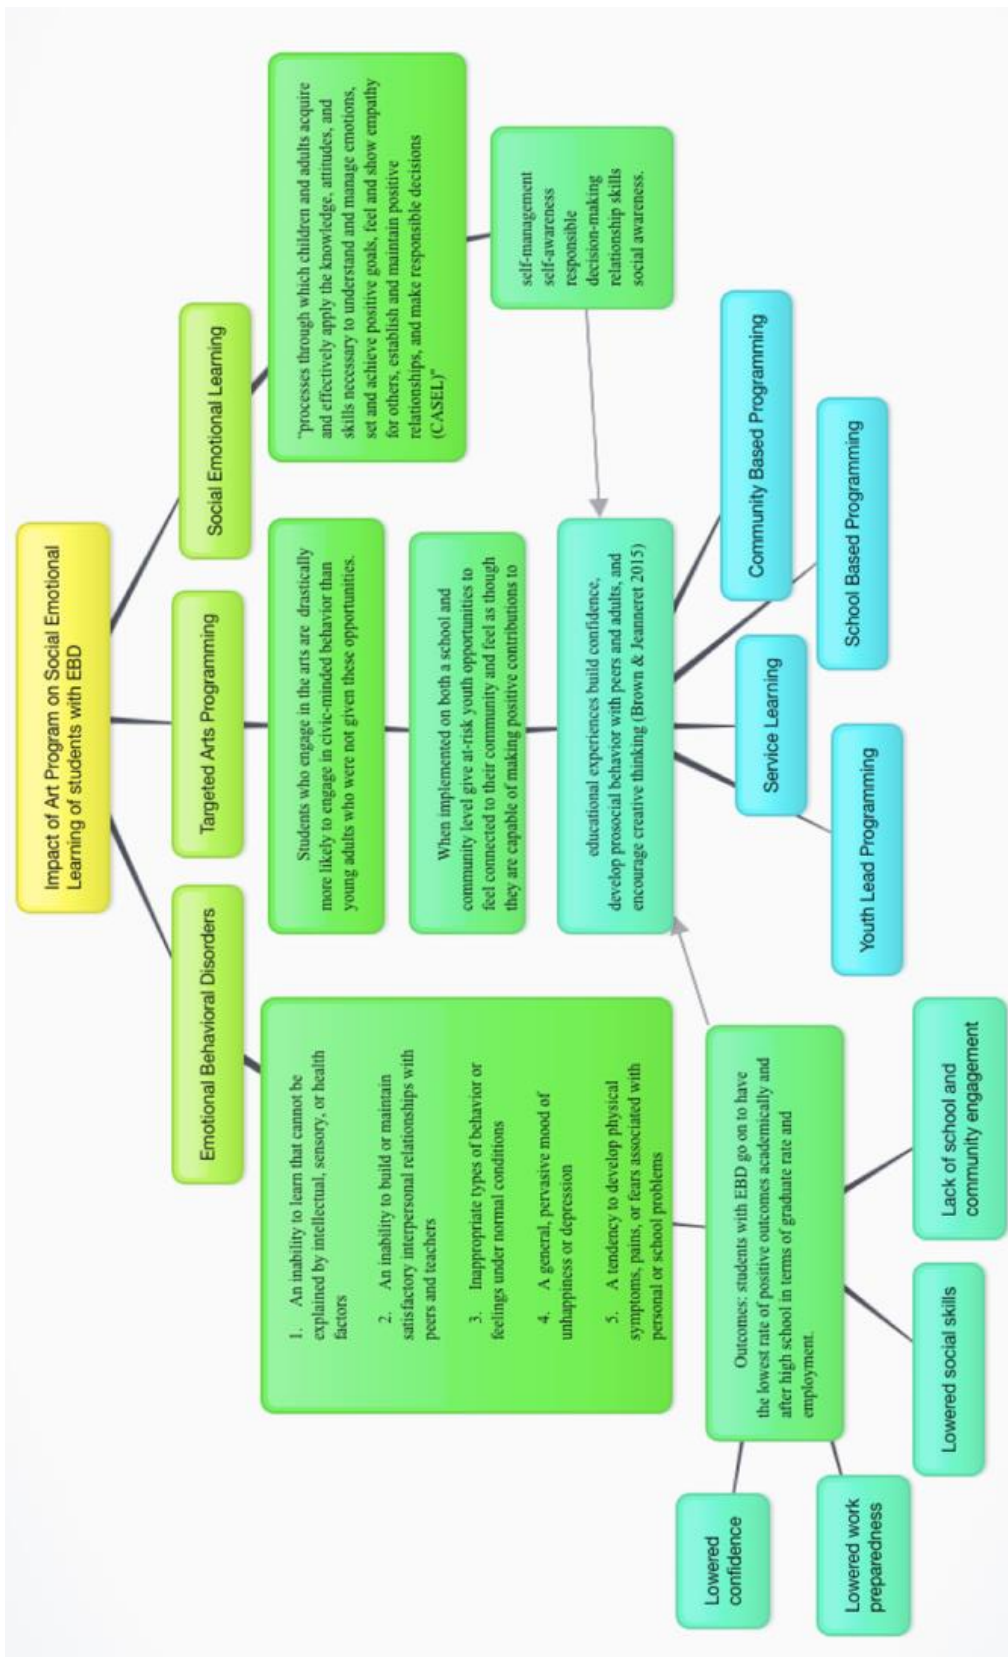 Impact of Art Program on Social Emotional
Learning of students with EBD
Emotional Behavioral Disorders
Targeted Arts Programming
Social Emotional Learning
1. An inability to learn that cannot be
explained by intellectual, sensory, or health
factors
2. An inability to build or maintain
satisfactory interpersonal relationships with
peers and teachers
3. Inappropriate types of behavior or
feelings under normal conditions
4. A general, pervasive mood of
unhappiness or depression
5. A tendency to develop physical
symptoms, pains, or fears associated with
personal or school problems
Students who engage in the arts are drastically
more likely to engage in civic-minded behavior than
young adults who were not given these opportunities.
"processes through which children and adults acquire
and effectively apply the knowledge, attitudes, and
skills necessary to understand and manage emotions,
set and achieve positive goals, feel and show empathy
for others, establish and maintain positive
relationships, and make responsible decisions
(CASEL)"
When implemented on both a school and
community level give at-risk youth opportunities to
feel connected to their community and feel as though
they are capable of making positive contributions to
self-management
self-awareness
responsible
decision-making
relationship skills
social awareness.
educational experiences build confidence,
develop prosocial behavior with peers and adults, and
encourage creative thinking (Brown & Jeanneret 2015)
Outcomes: students with EBD go on to have
the lowest rate of positive outcomes academically and
after high school in terms of graduate rate and
employment.
Lowered
confidence
Lowered work
preparedness
Lowered social skills
Lack of school and
community engagement
Youth Lead Programming
Service Learning
School Based Programming
Community Based Programming